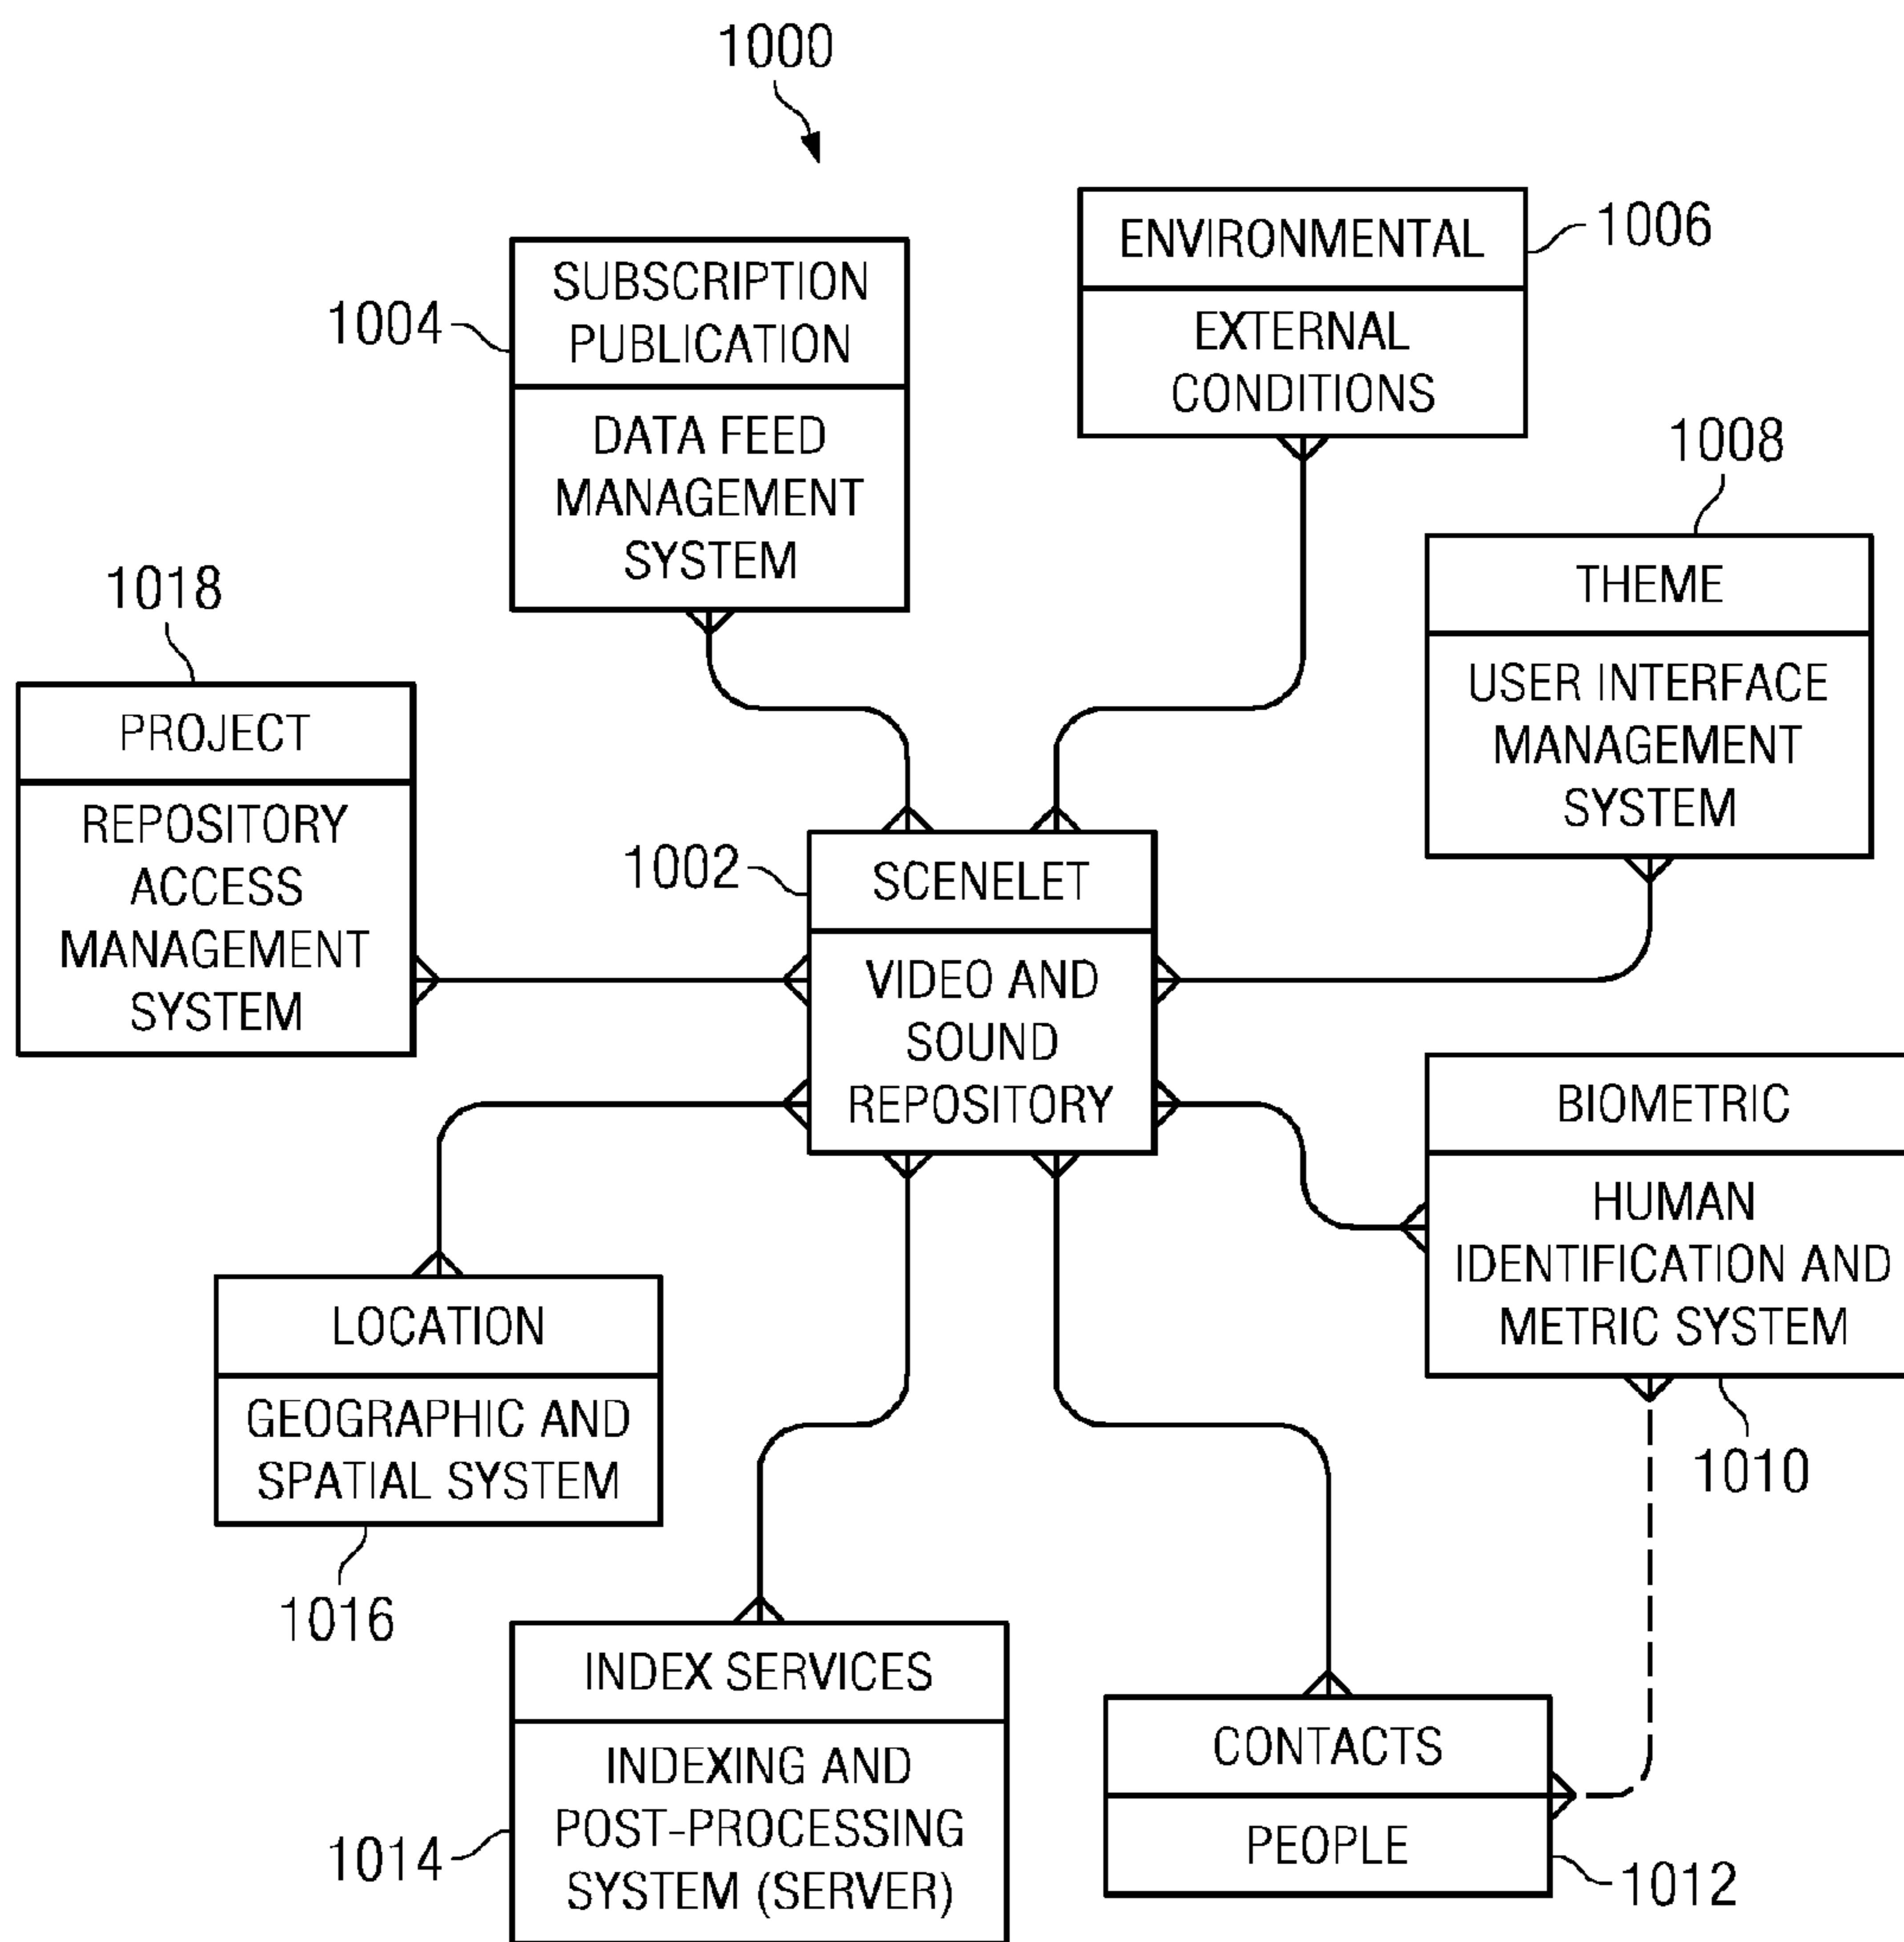 1000
ENVIRONMENTAL
1006
EXTERNAL
CONDITIONS
SUBSCRIPTION
PUBLICATION
1004
DATA FEED
MANAGEMENT
SYSTEM
1008
THEME
USER INTERFACE
MANAGEMENT
SYSTEM
1018
PROJECT
REPOSITORY
ACCESS
MANAGEMENT
SYSTEM
1002
SCENELET
VIDEO AND
SOUND
REPOSITORY
BIOMETRIC
HUMAN
IDENTIFICATION AND
METRIC SYSTEM
1010
LOCATION
GEOGRAPHIC AND
SPATIAL SYSTEM
1016
INDEX SERVICES
INDEXING AND
POST-PROCESSING
SYSTEM (SERVER)
1014
CONTACTS
PEOPLE
1012